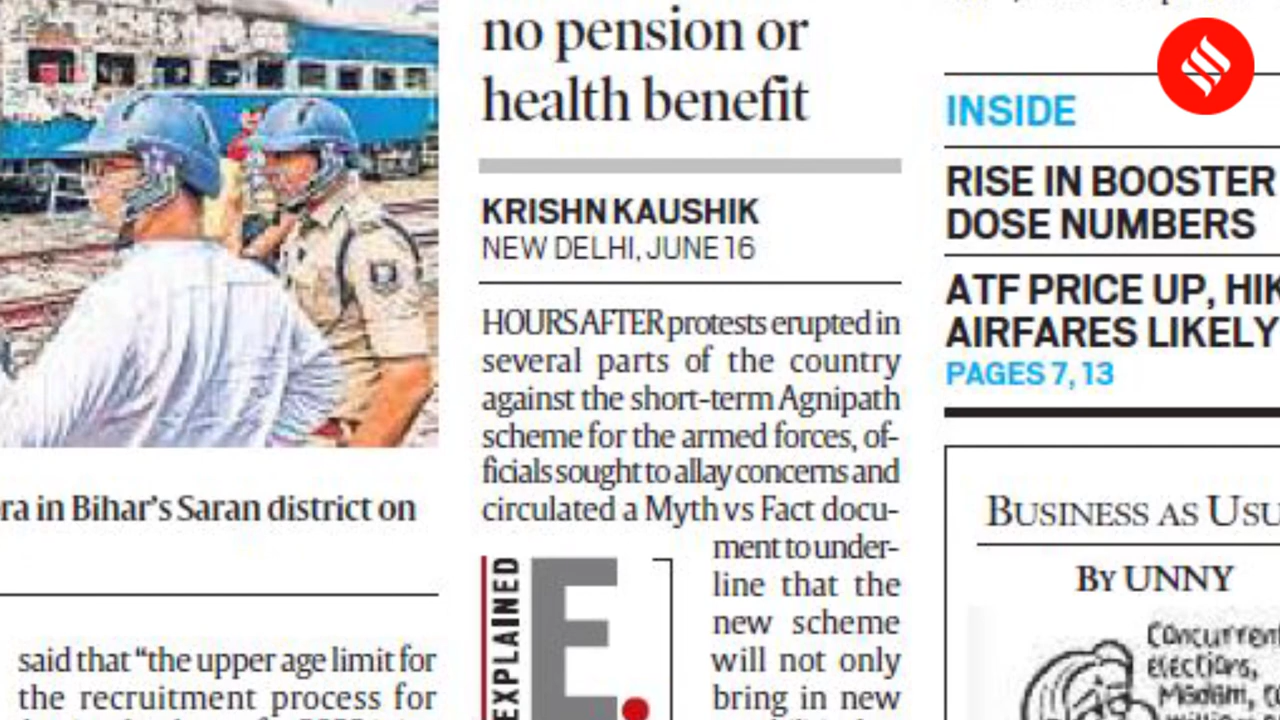 no pension or
health benefit
KRISHN KAUSHIK
NEW DELHI, JUNE 16
HOURS AFTER protests erupted in
several parts of the country
against the short-term Agnipath
scheme for the armed forces, of-
ficials sought to allay concerns and
circulated a Myth vs Fact docu-
ment to under-
line that the
new scheme
will not only
bring in new
EXPLAINED
E.
ra in Bihar's Saran district on
said that "the upper age limit for
the recruitment process for
INSIDE
RISE IN BOOSTER
DOSE NUMBERS
ATF PRICE UP, HIK
AIRFARES LIKELY
PAGES 7, 13
BUSINESS AS USU
BY UNNY
CONCURREN
ELECTIONS,
MADAM, CO